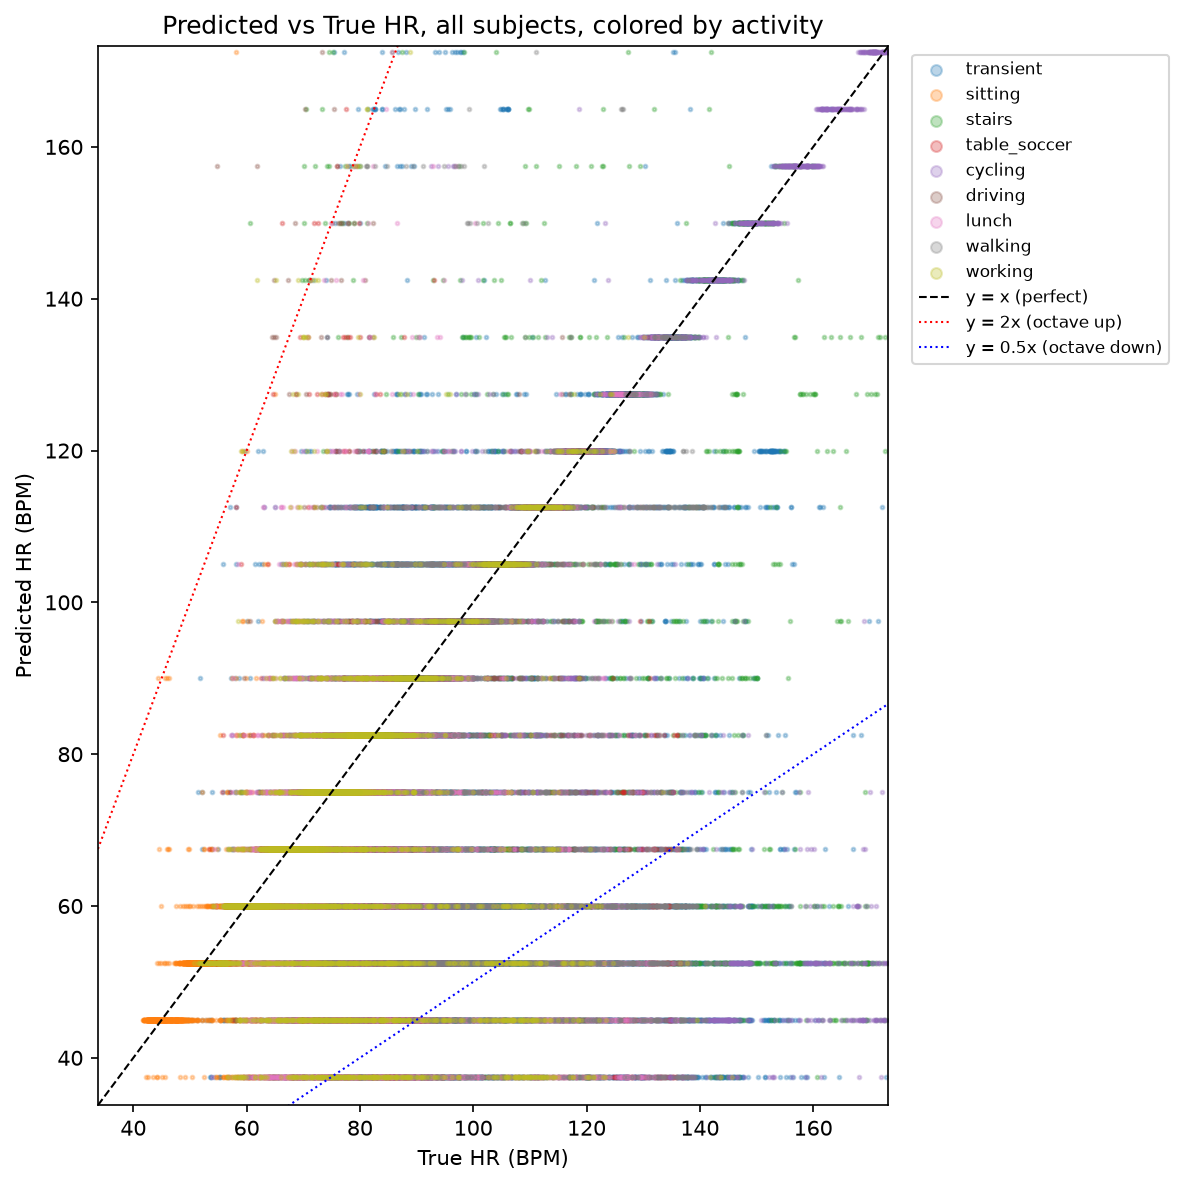 Predicted vs True HR, all subjects, colored by activity
transient
sitting
stairs
table_soccer
cycling
driving
lunch
walking
working
y = x (perfect)
y = 2x (octave up)
y = 0.5x (octave down)
Predicted HR (BPM)
160
140
120
100
80
60
40
40 60 80 100 120 140 160
True HR (BPM)